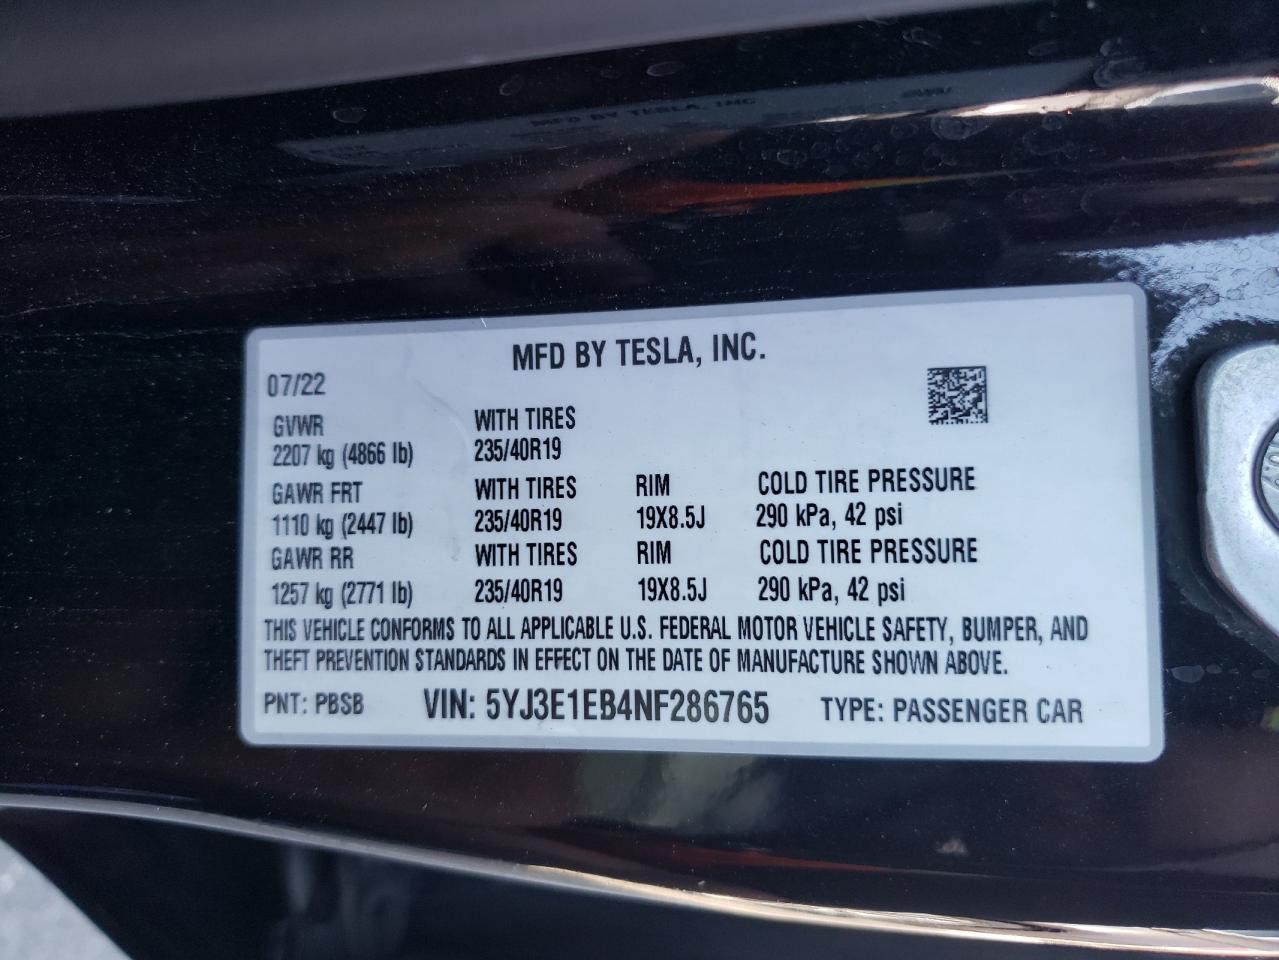 MFD BY TESLA, INC.
MFD BY TESLA, INC.
07/22
GVWR WITH TIRES
2207 kg (4866 lb) 235/40R19
GAWR FRT WITH TIRES RIM COLD TIRE PRESSURE
1110 kg (2447 lb) 235/40R19 19X8.5J 290 kPa, 42 psi
GAWR RR WITH TIRES RIM COLD TIRE PRESSURE
1257 kg (2771 lb) 235/40R19 19X8.5J 290 kPa, 42 psi
THIS VEHICLE CONFORMS TO ALL APPLICABLE U.S. FEDERAL MOTOR VEHICLE SAFETY, BUMPER, AND
THEFT PREVENTION STANDARDS IN EFFECT ON THE DATE OF MANUFACTURE SHOWN ABOVE.
PNT: PBSB VIN: 5YJ3E1EB4NF286765 TYPE: PASSENGER CAR